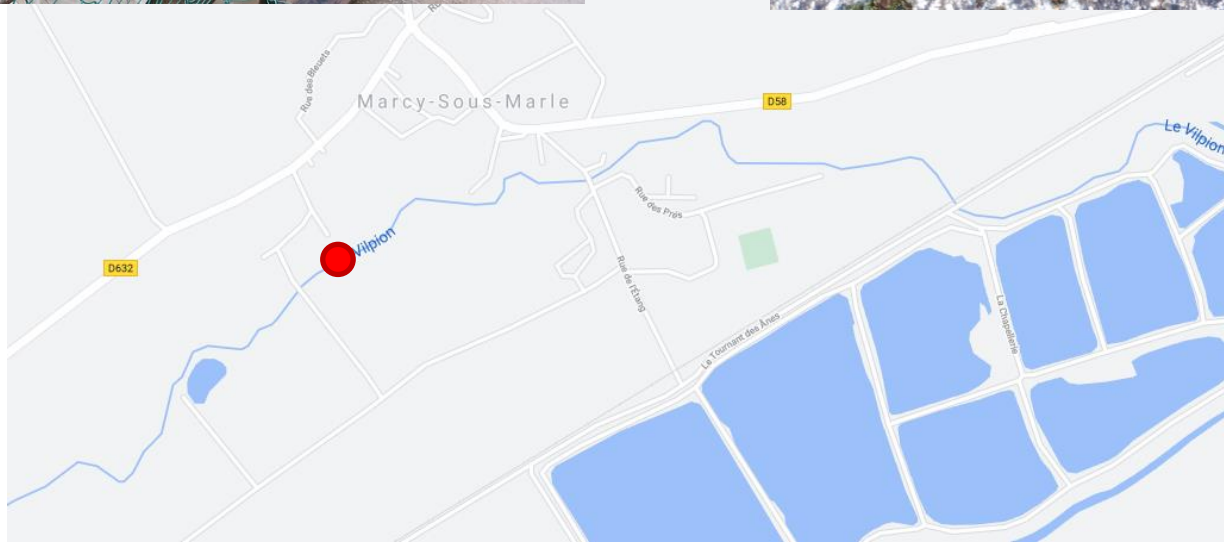 Rue des Bleuets
Marcy-Sous-Marle
D58
Le Vilpion
Rue des Prés
Vilpion
D632
Rue de l'Étang
La Chapellerie
Le Tournant des Ânes